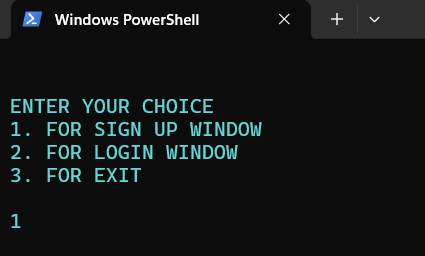 Windows PowerShell
ENTER YOUR CHOICE
1. FOR SIGN UP WINDOW
2. FOR LOGIN WINDOW
3. FOR EXIT
1